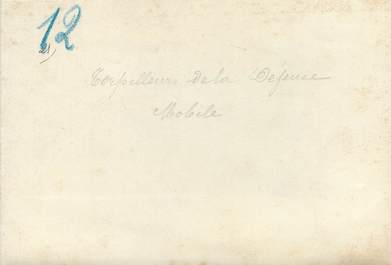 12
21)
Torpilleurs de la Défense
Mobile